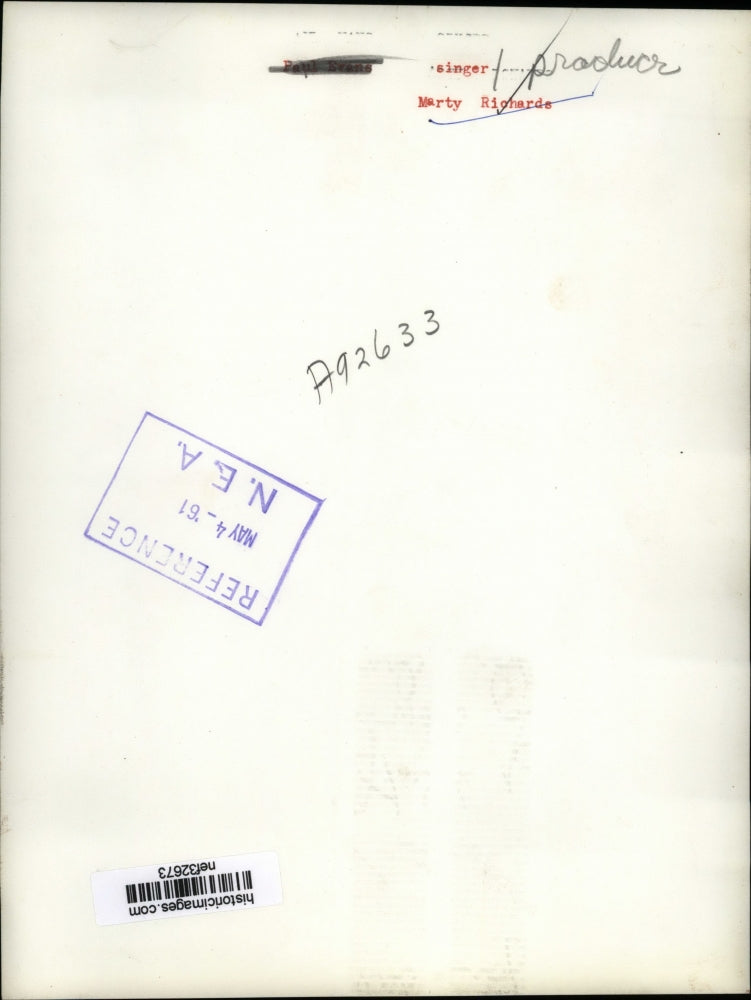 Paul Evans singer / producer
Marty Richards
A92633
N. E. A.
MAY 4 - '61
REFERENCE
historicimages.com
nef32673